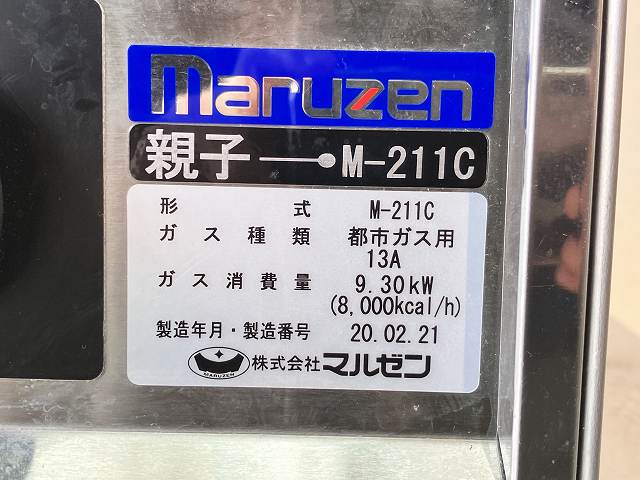 maruzen
親子 M-211C
形式 M-211C
ガス種類 都市ガス用
13A
ガス消費量 9.30kW
(8,000kcal/h)
製造年月・製造番号 20.02.21
MARUZEN 株式会社マルゼン